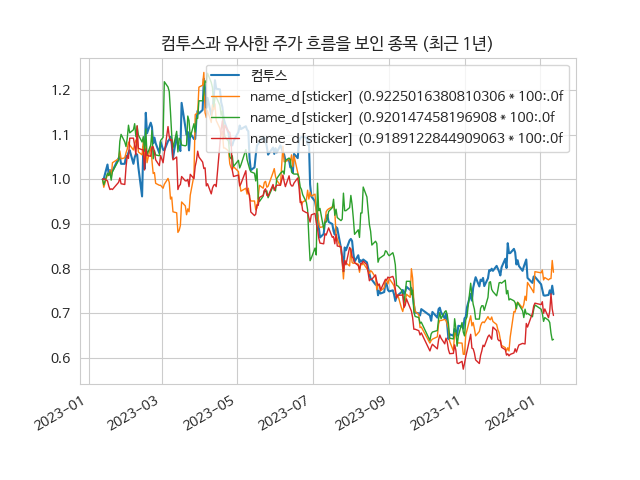 컴투스과 유사한 주가 흐름을 보인 종목 (최근 1년)
컴투스
name_d[sticker] (0.9225016380810306 * 100:.0f
name_d[sticker] (0.920147458196908 * 100:.0f
name_d[sticker] (0.9189122844909063 * 100:.0f
1.2
1.1
1.0
0.9
0.8
0.7
0.6
2023-01
2023-03
2023-05
2023-07
2023-09
2023-11
2024-01